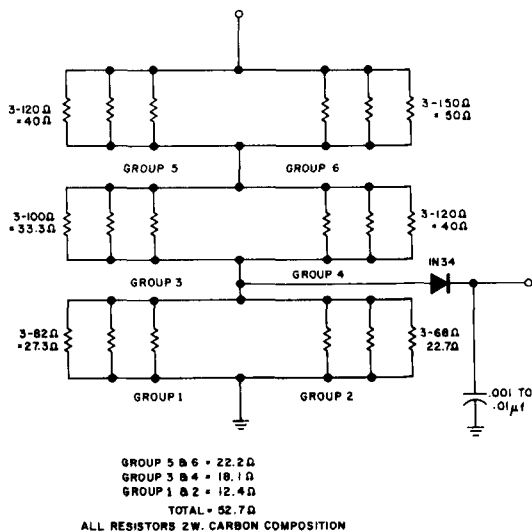 3-120Ω
= 40Ω
3-150Ω
= 50Ω
GROUP 5
GROUP 6
3-100Ω
= 33.3Ω
3-120Ω
= 40Ω
GROUP 3
GROUP 4
IN34
3-82Ω
= 27.3Ω
3-68Ω
22.7Ω
GROUP 1
GROUP 2
.001 TO
.01µf
GROUP 5 & 6 = 22.2Ω
GROUP 3 & 4 = 18.1Ω
GROUP 1 & 2 = 12.4Ω
TOTAL = 52.7Ω
ALL RESISTORS 2W. CARBON COMPOSITION